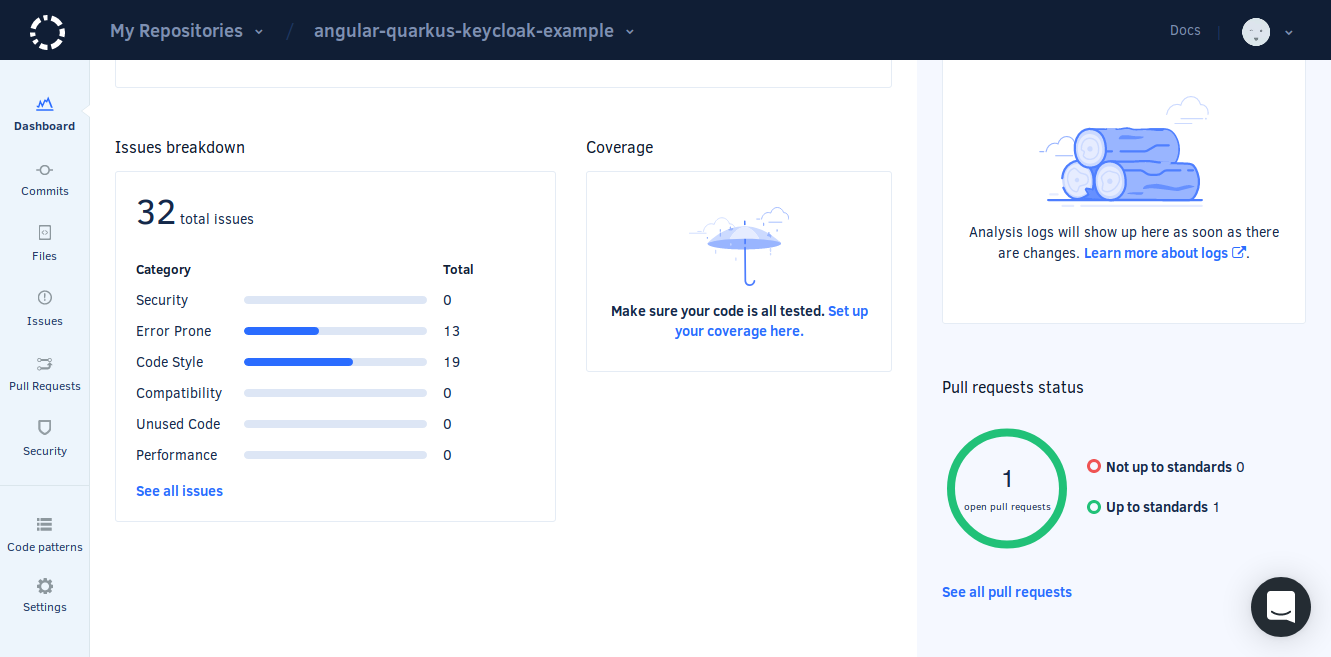 My Repositories / angular-quarkus-keycloak-example
Docs
Dashboard
Commits
Files
Issues
Pull Requests
Security
Code patterns
Settings
Issues breakdown
32 total issues
Category Total
Security 0
Error Prone 13
Code Style 19
Compatibility 0
Unused Code 0
Performance 0
See all issues
Coverage
Make sure your code is all tested. Set up
your coverage here.
Analysis logs will show up here as soon as there
are changes. Learn more about logs .
Pull requests status
1
open pull requests
Not up to standards 0
Up to standards 1
See all pull requests